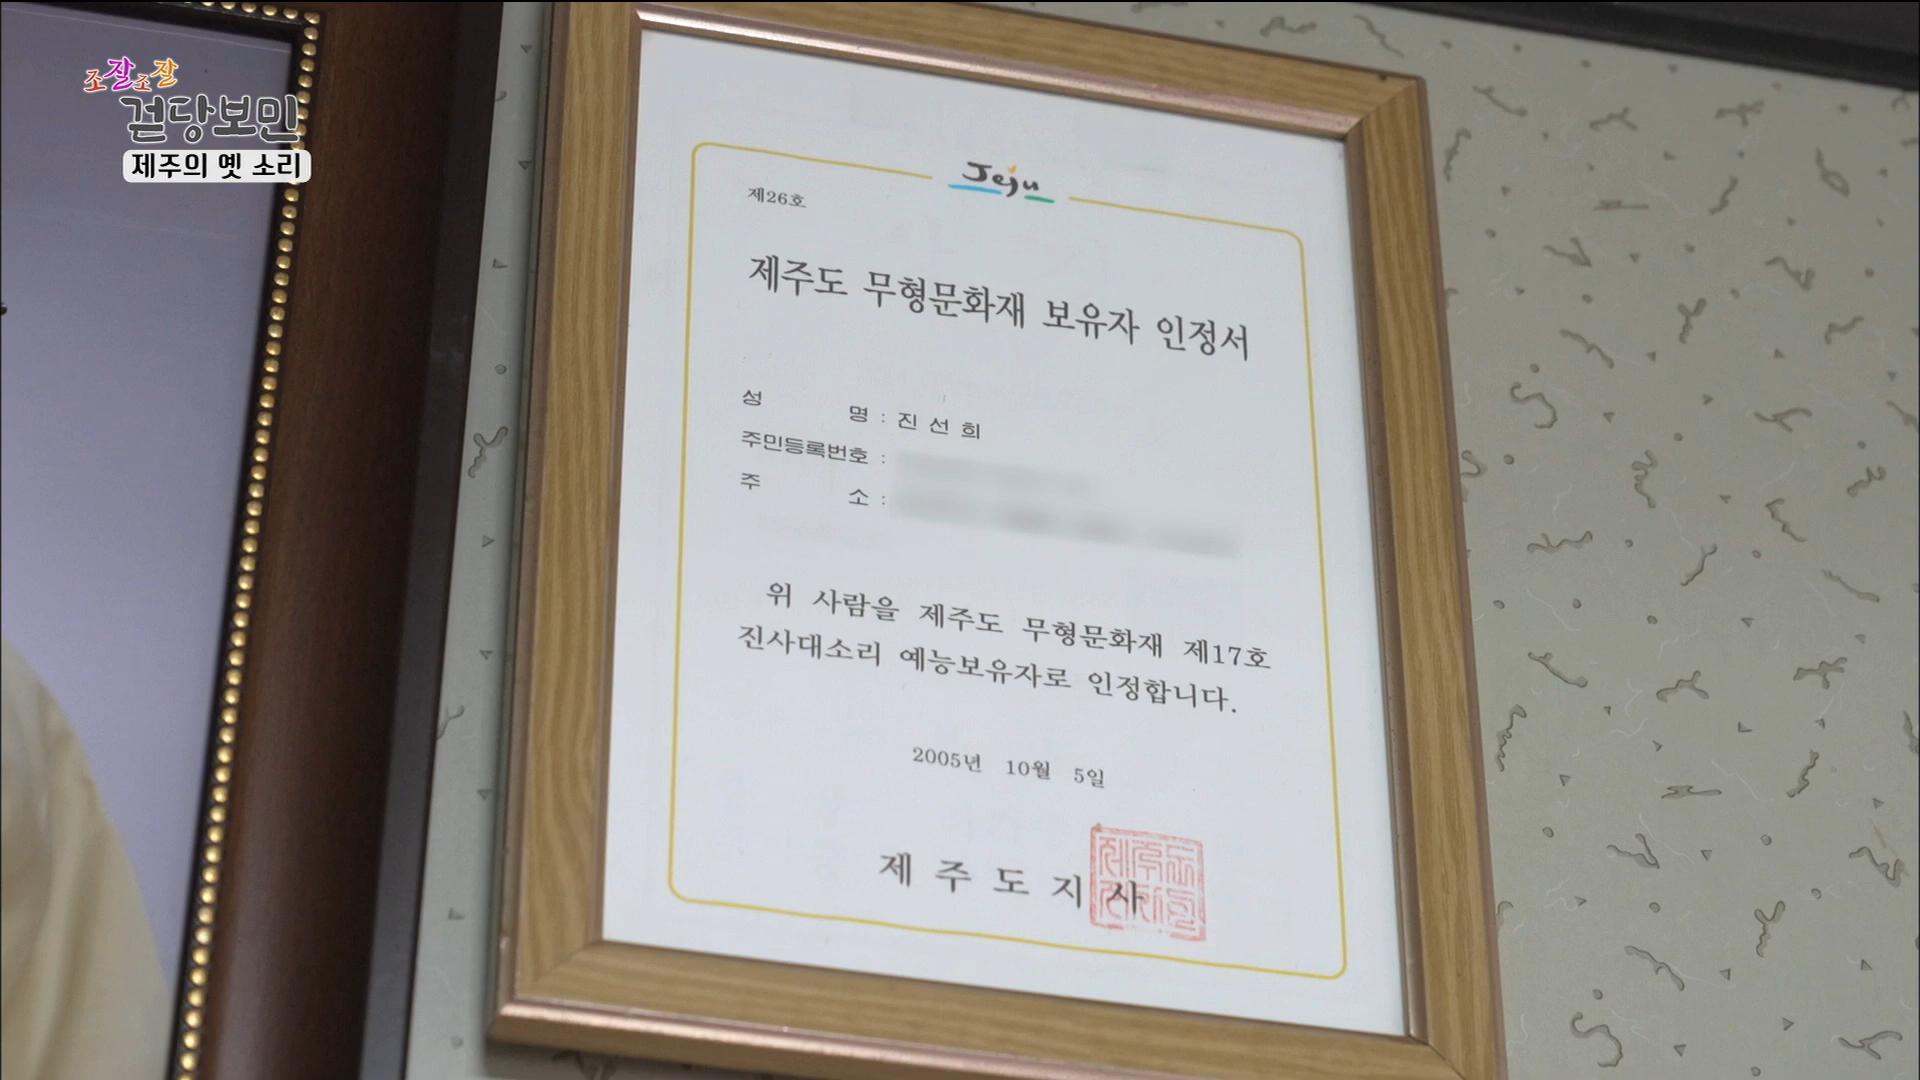 조잘조잘
걷당보민
제주의 옛 소리
Jeju
제26호
제주도 무형문화재 보유자 인정서
성 명 : 진 선 희
주민등록번호 :
주 소 :
위 사람을 제주도 무형문화재 제17호
진사대소리 예능보유자로 인정합니다.
2005년 10월 5일
제 주 도 지 사